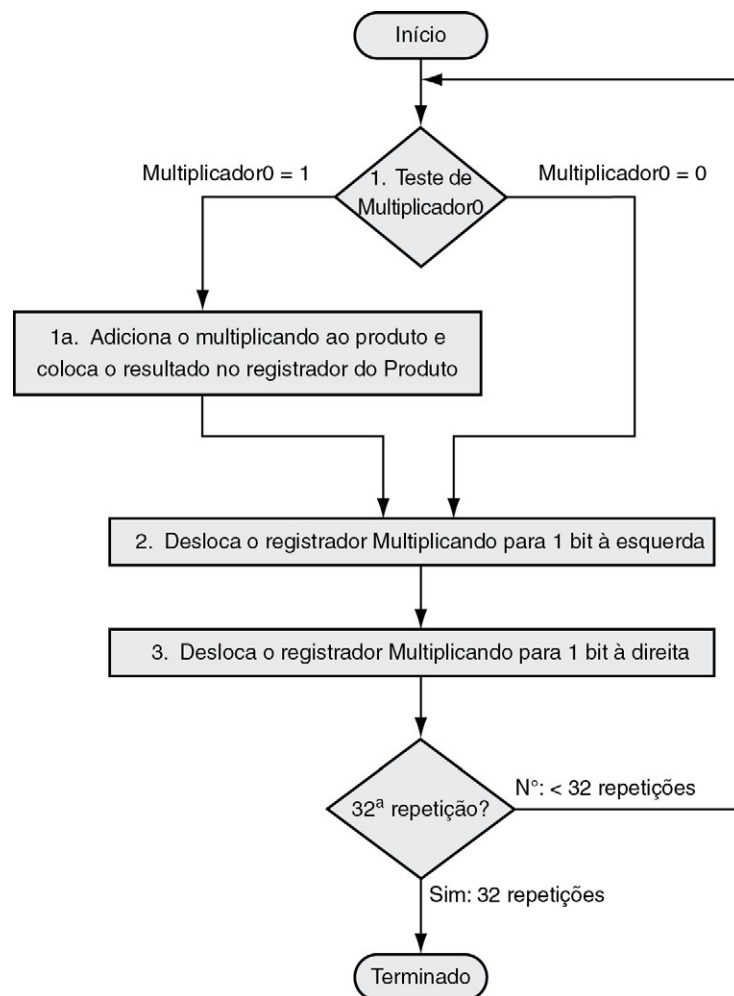 Início
Multiplicador0 = 1
1. Teste de
Multiplicador0
Multiplicador0 = 0
1a. Adiciona o multiplicando ao produto e
coloca o resultado no registrador do Produto
2. Desloca o registrador Multiplicando para 1 bit à esquerda
3. Desloca o registrador Multiplicando para 1 bit à direita
32ª repetição?
N°: < 32 repetições
Sim: 32 repetições
Terminado